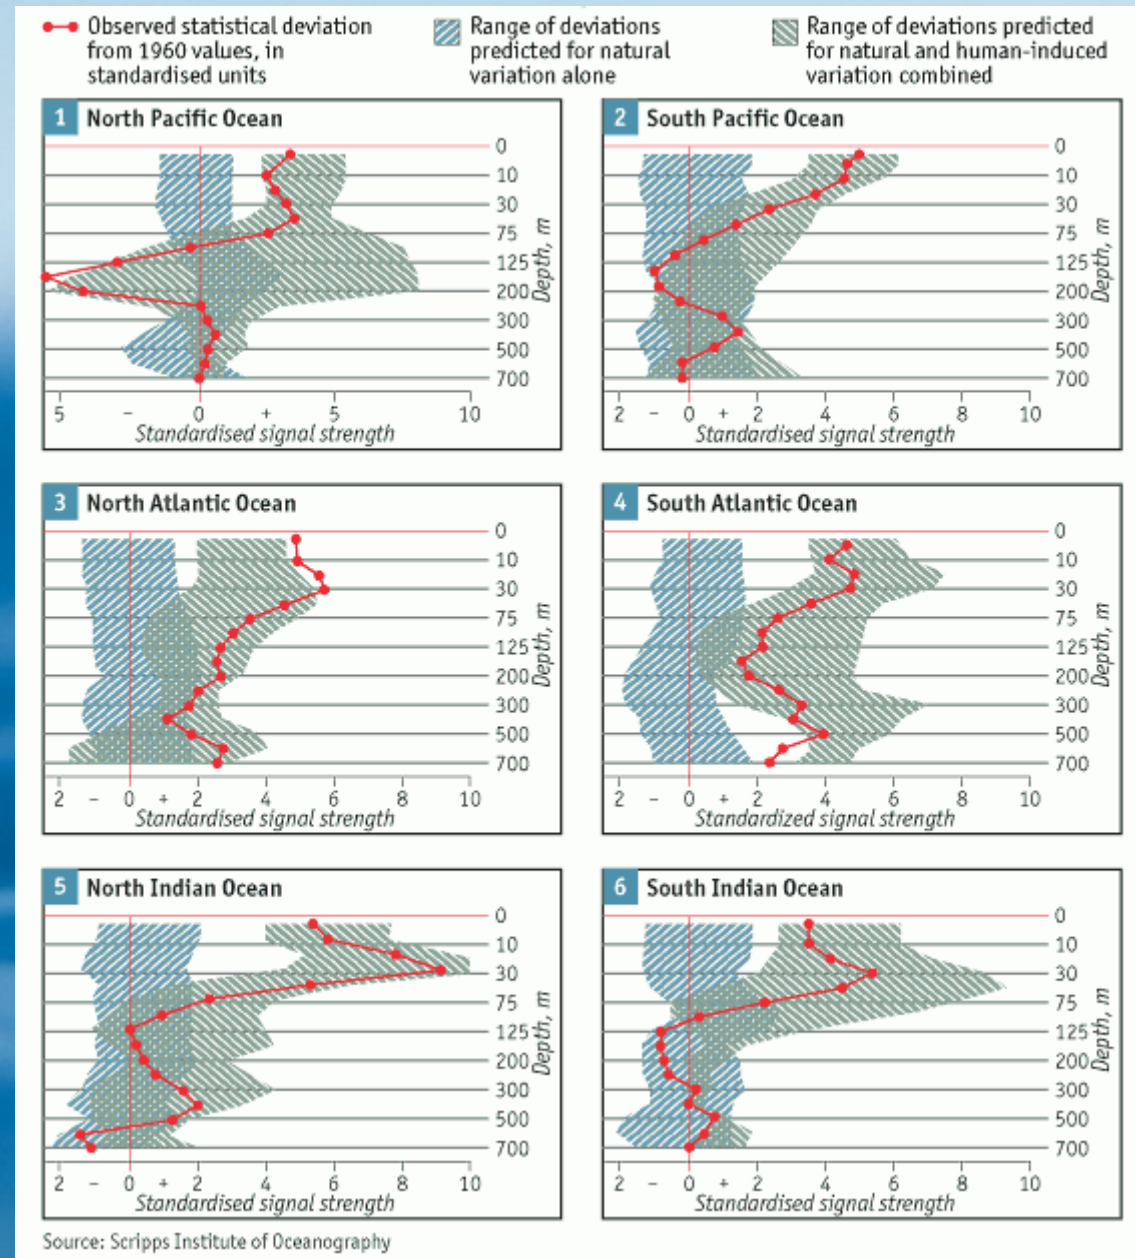 Observed statistical deviation
from 1960 values, in
standardised units
Range of deviations
predicted for natural
variation alone
Range of deviations predicted
for natural and human-induced
variation combined
1 North Pacific Ocean
0
10
30
75
125
200
300
500
700
Depth, m
5 – 0 + 5 10
Standardised signal strength
2 South Pacific Ocean
0
10
30
75
125
200
300
500
700
Depth, m
2 – 0 + 2 4 6 8 10
Standardised signal strength
3 North Atlantic Ocean
0
10
30
75
125
200
300
500
700
Depth, m
2 – 0 + 2 4 6 8 10
Standardised signal strength
4 South Atlantic Ocean
0
10
30
75
125
200
300
500
700
Depth, m
2 – 0 + 2 4 6 8 10
Standardized signal strength
5 North Indian Ocean
0
10
30
75
125
200
300
500
700
Depth, m
2 – 0 + 2 4 6 8 10
Standardised signal strength
6 South Indian Ocean
0
10
30
75
125
200
300
500
700
Depth, m
2 – 0 + 2 4 6 8 10
Standardised signal strength
Source: Scripps Institute of Oceanography